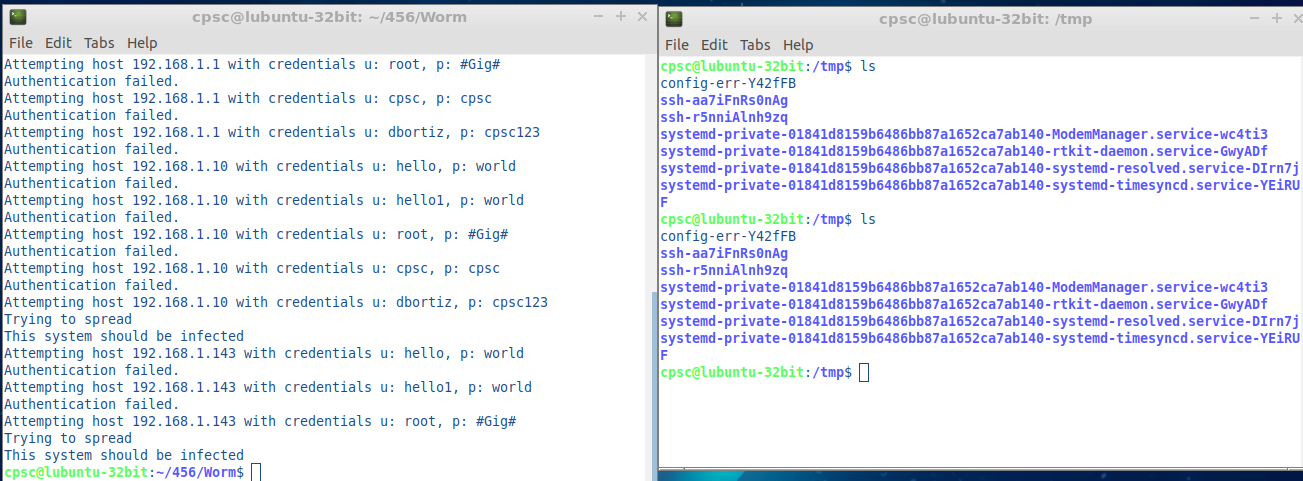 cpsc@lubuntu-32bit: ~/456/Worm
File Edit Tabs Help
Attempting host 192.168.1.1 with credentials u: root, p: #Gig#
Authentication failed.
Attempting host 192.168.1.1 with credentials u: cpsc, p: cpsc
Authentication failed.
Attempting host 192.168.1.1 with credentials u: dbortiz, p: cpsc123
Authentication failed.
Attempting host 192.168.1.10 with credentials u: hello, p: world
Authentication failed.
Attempting host 192.168.1.10 with credentials u: hello1, p: world
Authentication failed.
Attempting host 192.168.1.10 with credentials u: root, p: #Gig#
Authentication failed.
Attempting host 192.168.1.10 with credentials u: cpsc, p: cpsc
Authentication failed.
Attempting host 192.168.1.10 with credentials u: dbortiz, p: cpsc123
Trying to spread
This system should be infected
Attempting host 192.168.1.143 with credentials u: hello, p: world
Authentication failed.
Attempting host 192.168.1.143 with credentials u: hello1, p: world
Authentication failed.
Attempting host 192.168.1.143 with credentials u: root, p: #Gig#
Trying to spread
This system should be infected
cpsc@lubuntu-32bit:~/456/Worm$
cpsc@lubuntu-32bit: /tmp
File Edit Tabs Help
cpsc@lubuntu-32bit:/tmp$ ls
config-err-Y42fFB
ssh-aa7iFnRs0nAg
ssh-r5nniAlnh9zq
systemd-private-01841d8159b6486bb87a1652ca7ab140-ModemManager.service-wc4ti3
systemd-private-01841d8159b6486bb87a1652ca7ab140-rtkit-daemon.service-GwyADf
systemd-private-01841d8159b6486bb87a1652ca7ab140-systemd-resolved.service-DIrn7j
systemd-private-01841d8159b6486bb87a1652ca7ab140-systemd-timesyncd.service-YEiRU
F
cpsc@lubuntu-32bit:/tmp$ ls
config-err-Y42fFB
ssh-aa7iFnRs0nAg
ssh-r5nniAlnh9zq
systemd-private-01841d8159b6486bb87a1652ca7ab140-ModemManager.service-wc4ti3
systemd-private-01841d8159b6486bb87a1652ca7ab140-rtkit-daemon.service-GwyADf
systemd-private-01841d8159b6486bb87a1652ca7ab140-systemd-resolved.service-DIrn7j
systemd-private-01841d8159b6486bb87a1652ca7ab140-systemd-timesyncd.service-YEiRU
F
cpsc@lubuntu-32bit:/tmp$